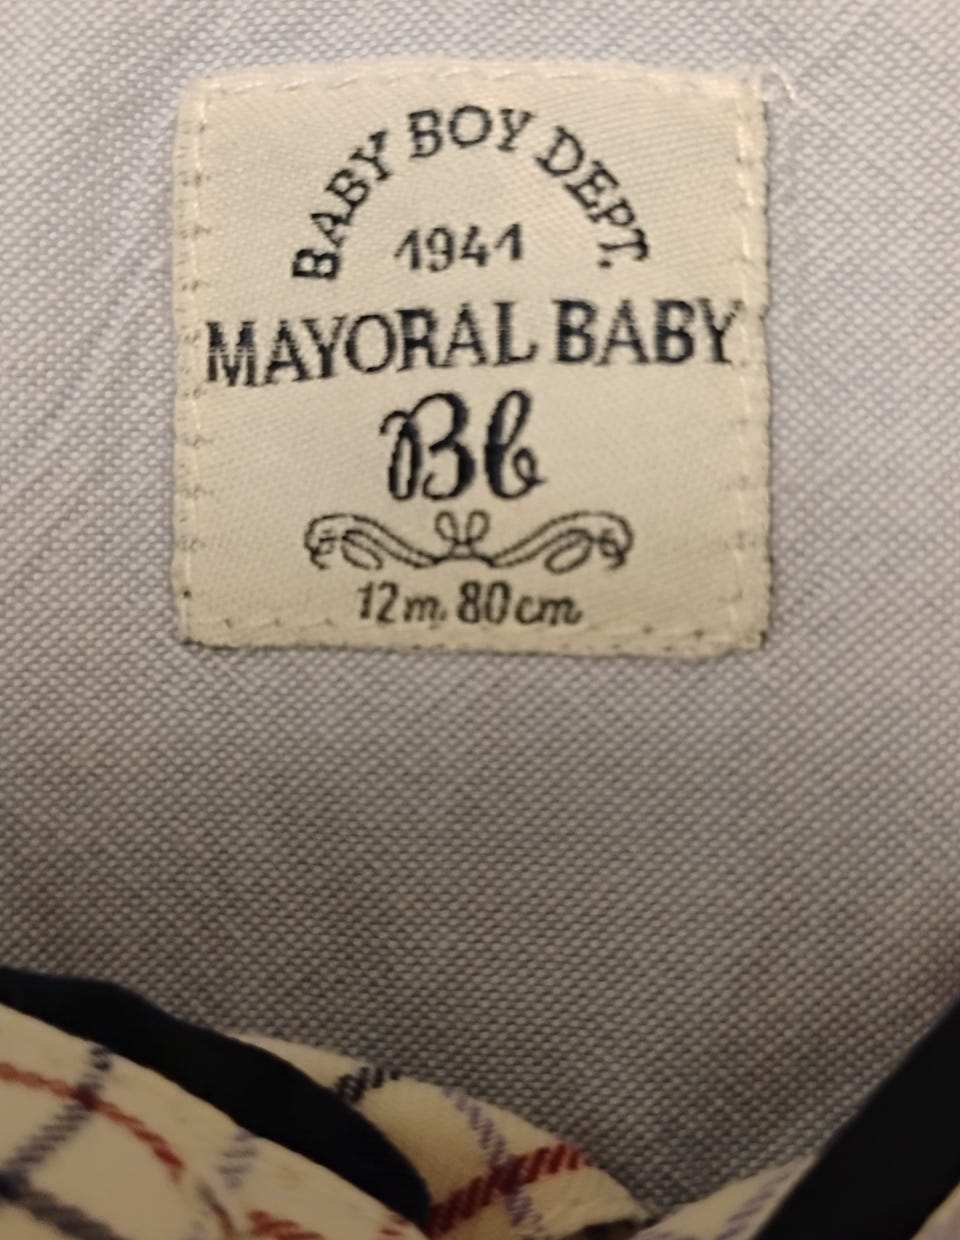 BABY BOY DEPT.
1941
MAYORAL BABY
Bb
12m. 80cm